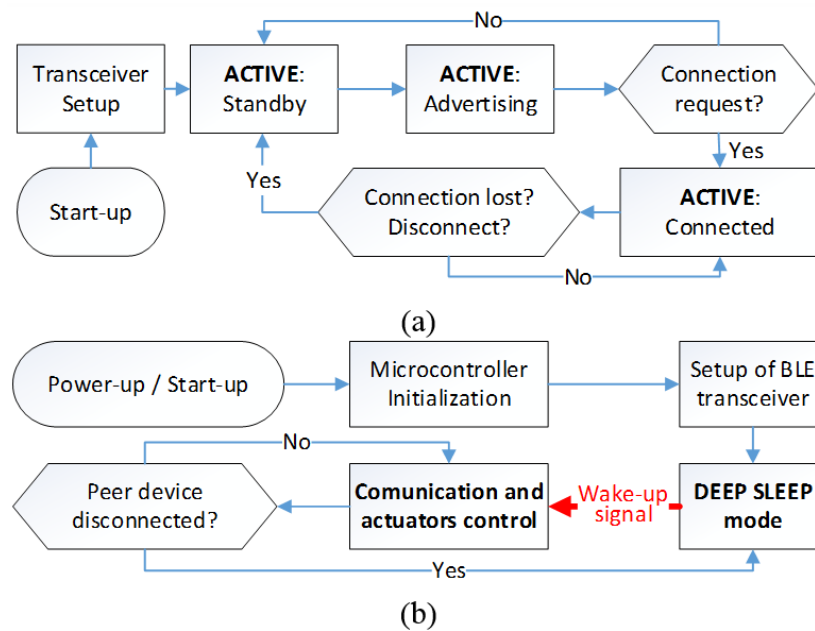 No
Transceiver
Setup
ACTIVE:
Standby
ACTIVE:
Advertising
Connection
request?
Yes
Yes
Start-up
Connection lost?
Disconnect?
ACTIVE:
Connected
No
(a)
Power-up / Start-up
Microcontroller
Initialization
Setup of BLE
transceiver
No
Peer device
disconnected?
Comunication and
actuators control
Wake-up
signal
DEEP SLEEP
mode
Yes
(b)